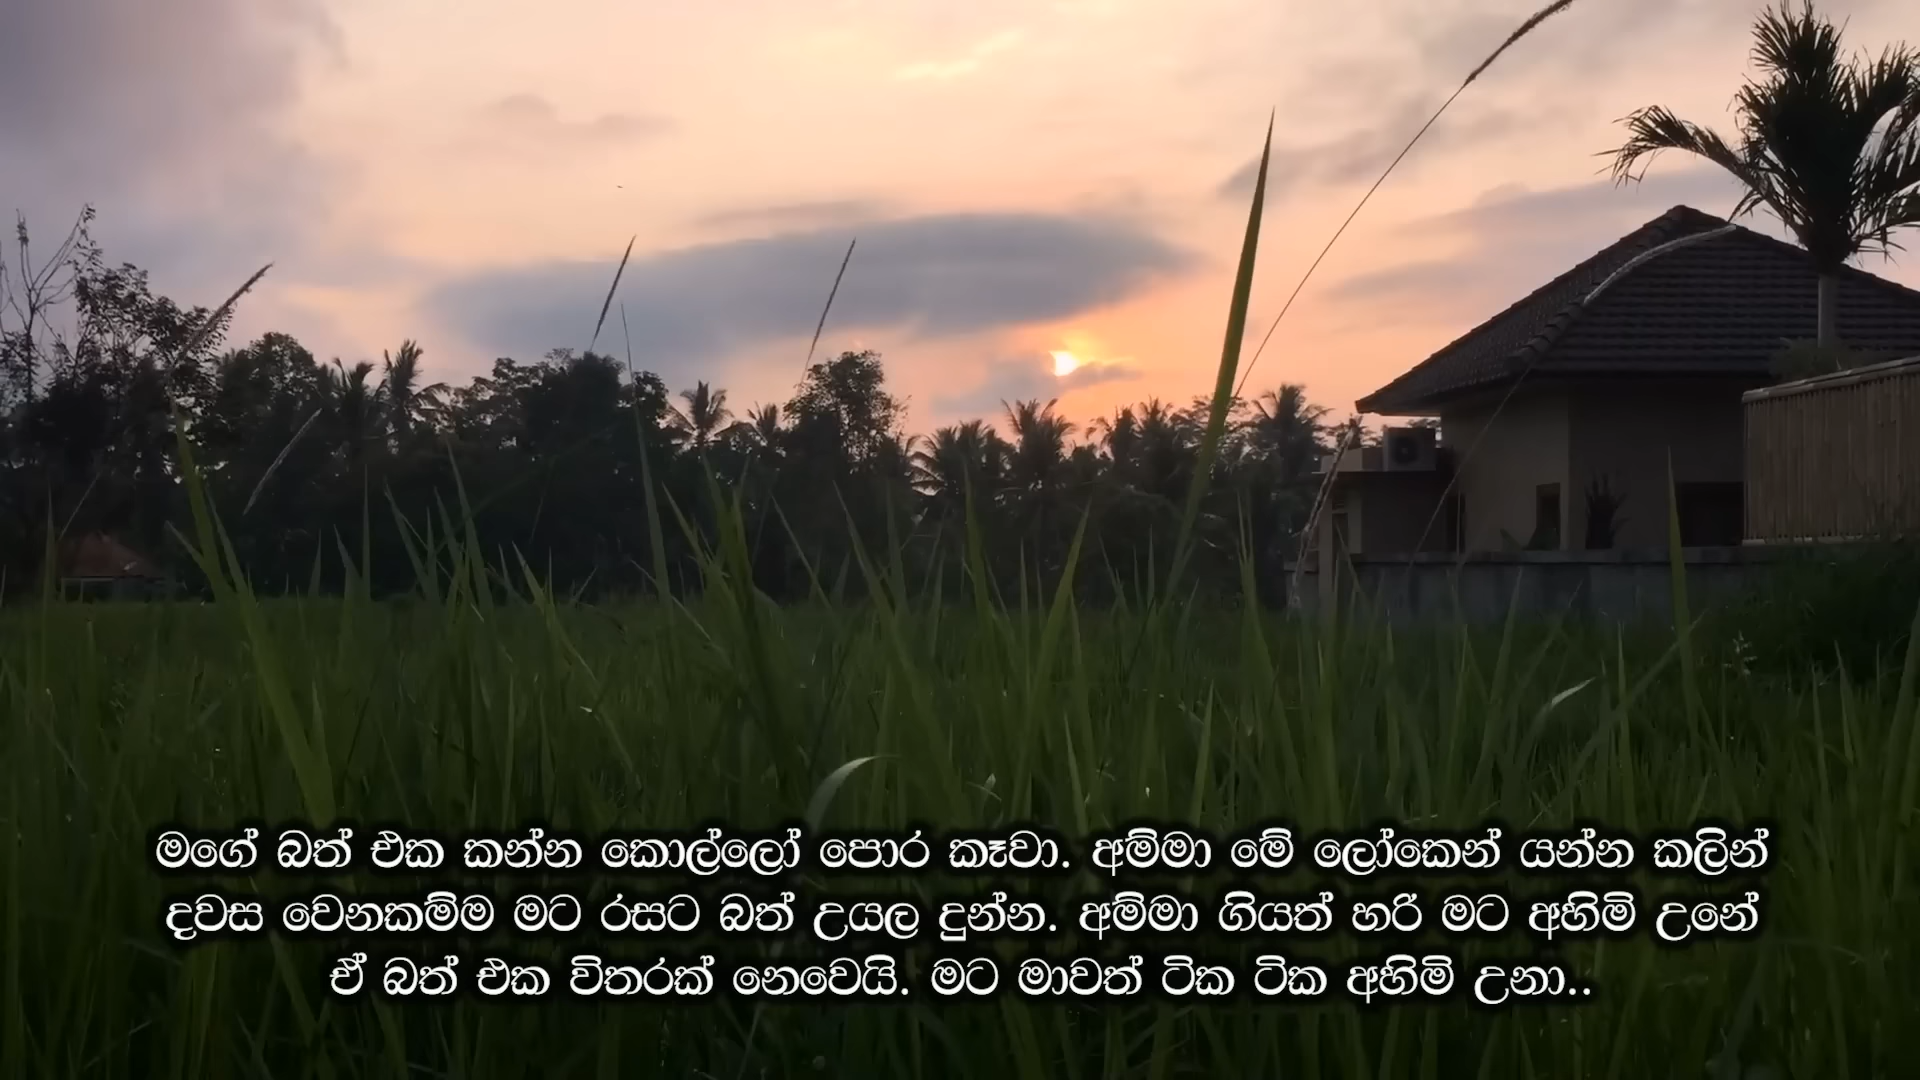 මගේ බත් එක කන්න කොල්ලෝ පොර කෑවා. අම්මා මේ ලෝකෙන් යන්න කලින්
දවස වෙනකම්ම මට රසට බත් උයල දුන්න. අම්මා ගියත් හරි මට අහිමි උනේ
ඒ බත් එක විතරක් නෙවෙයි. මට මාවත් ටික ටික අහිමි උනා..